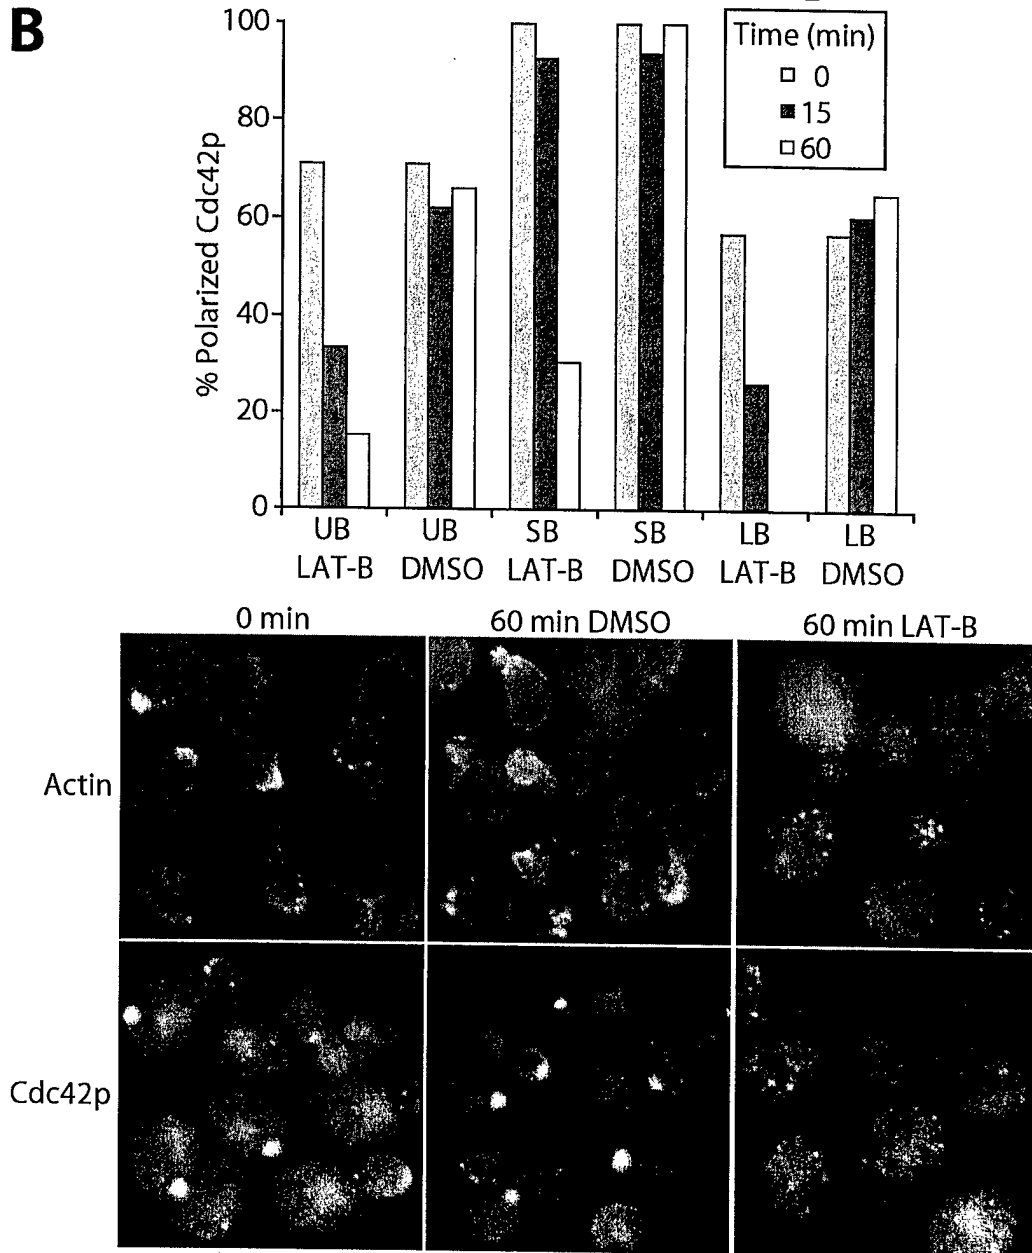 B
100
80
60
40
20
0
% Polarized Cdc42p
Time (min)
0
15
60
UB UB SB SB LB LB
LAT-B DMSO LAT-B DMSO LAT-B DMSO
0 min 60 min DMSO 60 min LAT-B
Actin
Cdc42p